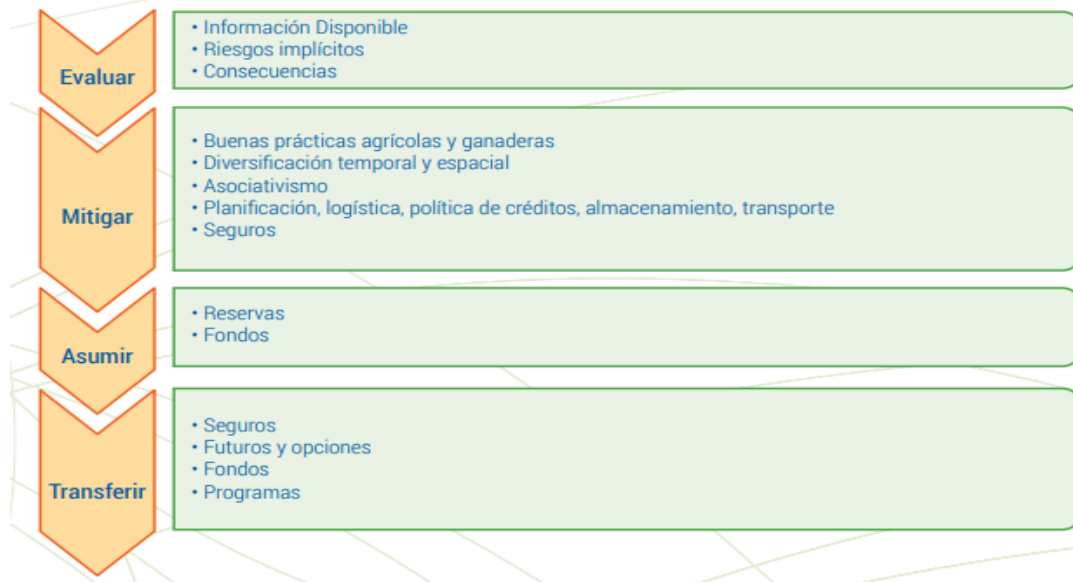 Evaluar
• Información Disponible
• Riesgos implícitos
• Consecuencias
Mitigar
• Buenas prácticas agrícolas y ganaderas
• Diversificación temporal y espacial
• Asociativismo
• Planificación, logística, política de créditos, almacenamiento, transporte
• Seguros
Asumir
• Reservas
• Fondos
Transferir
• Seguros
• Futuros y opciones
• Fondos
• Programas